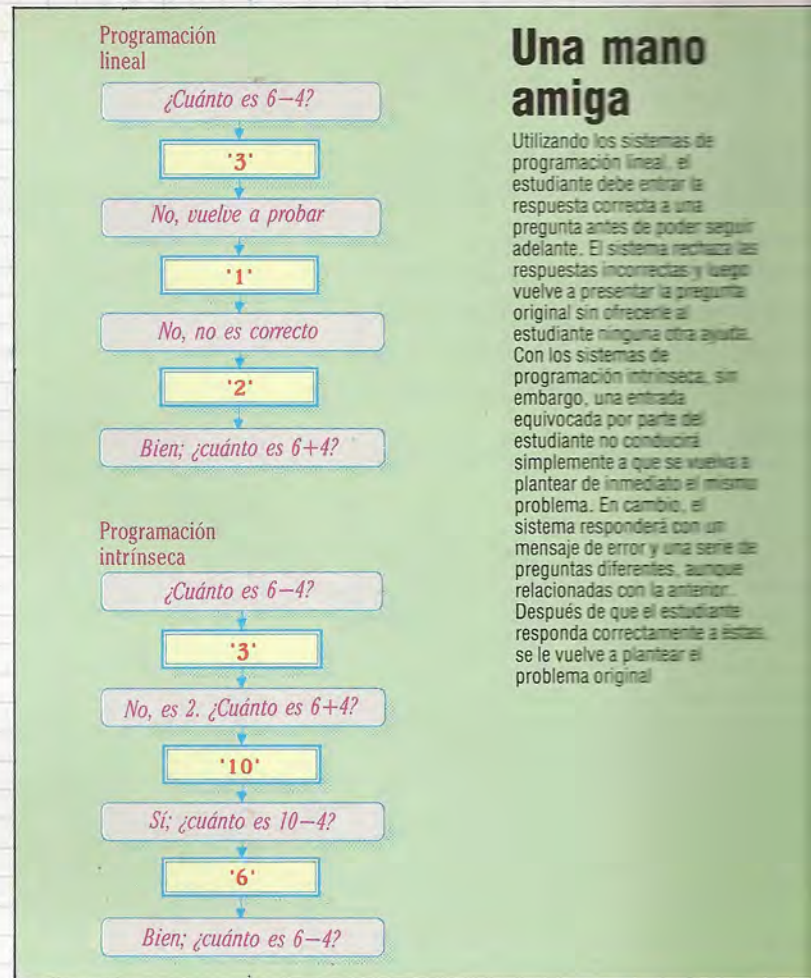 Programación
lineal
¿Cuánto es 6−4?
'3'
No, vuelve a probar
'1'
No, no es correcto
'2'
Bien; ¿cuánto es 6+4?
Programación
intrínseca
¿Cuánto es 6−4?
'3'
No, es 2. ¿Cuánto es 6+4?
'10'
Sí; ¿cuánto es 10−4?
'6'
Bien; ¿cuánto es 6−4?
Una mano
amiga
Utilizando los sistemas de
programación lineal, el
estudiante debe entrar la
respuesta correcta a una
pregunta antes de poder seguir
adelante. El sistema rechaza las
respuestas incorrectas y luego
vuelve a presentar la pregunta
original sin ofrecerle al
estudiante ninguna otra ayuda.
Con los sistemas de
programación intrínseca, sin
embargo, una entrada
equivocada por parte del
estudiante no conducirá
simplemente a que se vuelva a
plantear de inmediato el mismo
problema. En cambio, el
sistema responderá con un
mensaje de error y una serie de
preguntas diferentes, aunque
relacionadas con la anterior.
Después de que el estudiante
responda correctamente a éstas,
se le vuelve a plantear el
problema original